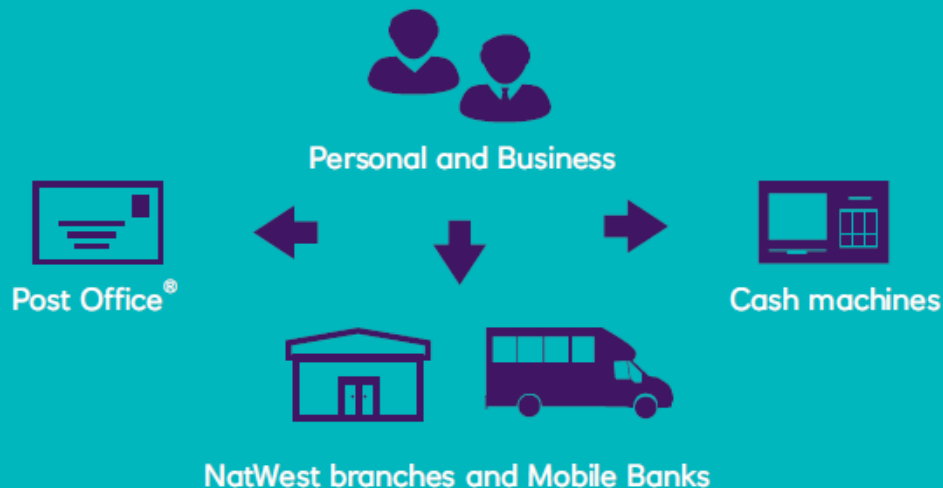 Personal and Business
Post Office®
Cash machines
NatWest branches and Mobile Banks